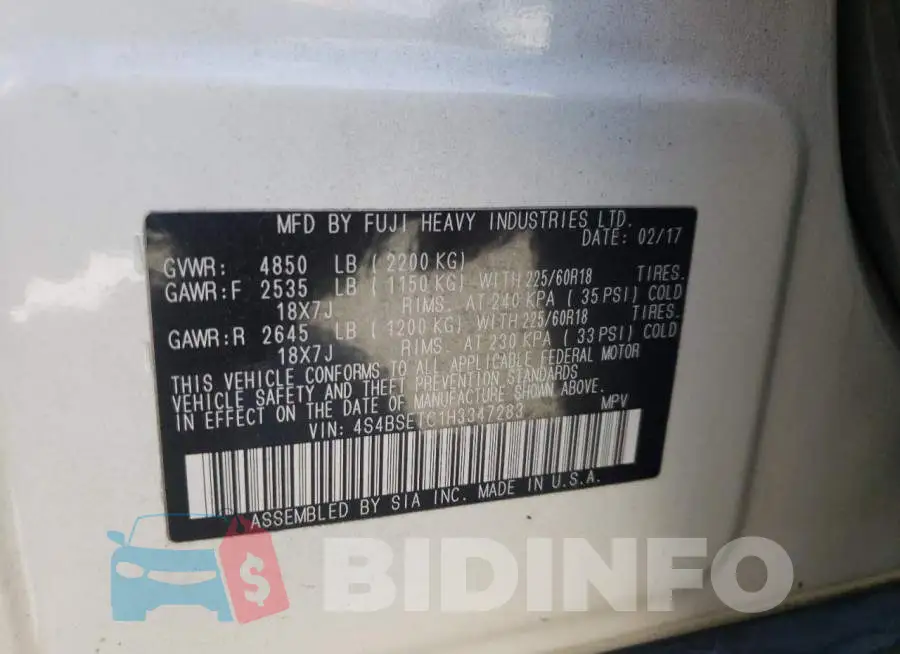 MFD BY FUJI HEAVY INDUSTRIES LTD.
DATE: 02/17
GVWR: 4850 LB ( 2200 KG)
GAWR:F 2535 LB ( 1150 KG) WITH 225/60R18 TIRES.
18X7J RIMS. AT 240 KPA ( 35 PSI) COLD
GAWR:R 2645 LB ( 1200 KG) WITH 225/60R18 TIRES.
18X7J RIMS. AT 230 KPA ( 33 PSI) COLD
THIS VEHICLE CONFORMS TO ALL APPLICABLE FEDERAL MOTOR
VEHICLE SAFETY AND THEFT PREVENTION STANDARDS
IN EFFECT ON THE DATE OF MANUFACTURE SHOWN ABOVE.
VIN: 4S4BSETC1H3347283 MPV
ASSEMBLED BY SIA INC. MADE IN U.S.A.
$ BIDINFO